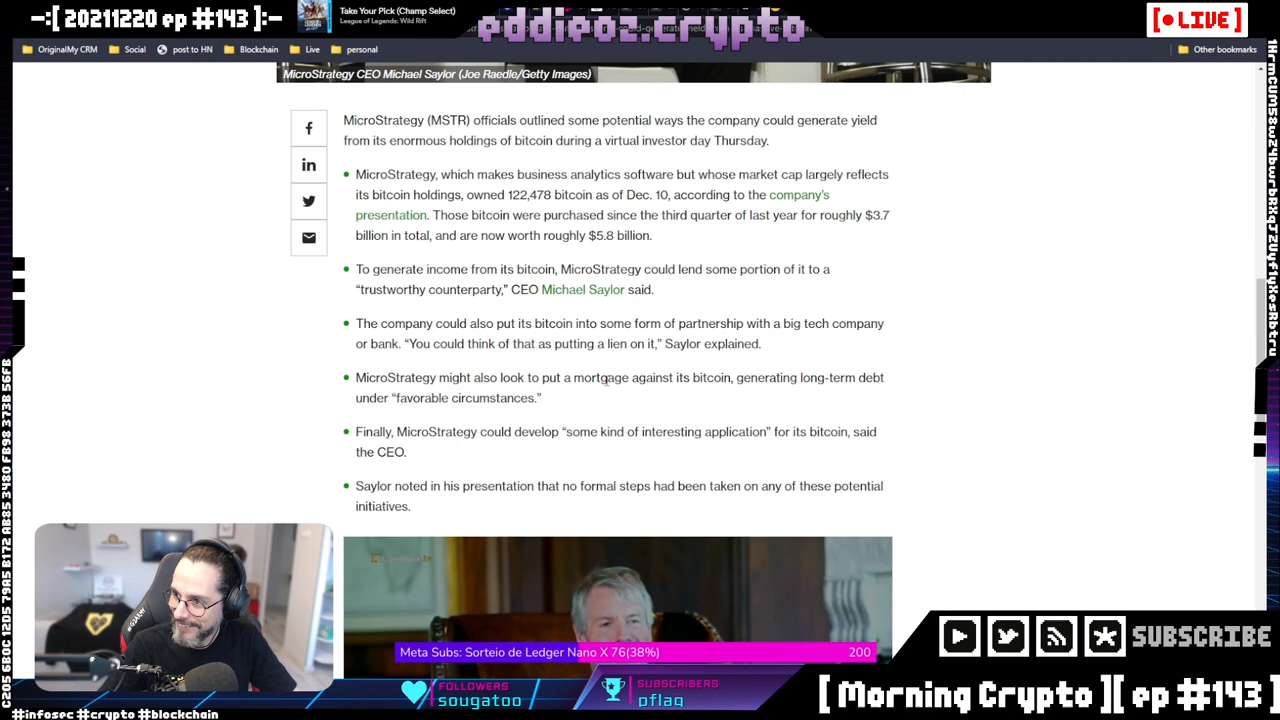 -:[ 20211220 ep #143 ]:-
Take Your Pick (Champ Select)
League of Legends: Wild Rift
eddieoz.crypto
[ LIVE ]
OriginalMy CRM
Social
post to HN
Blockchain
Live
personal
Other bookmarks
MicroStrategy CEO Michael Saylor (Joe Raedle/Getty Images)
MicroStrategy (MSTR) officials outlined some potential ways the company could generate yield
from its enormous holdings of bitcoin during a virtual investor day Thursday.
MicroStrategy, which makes business analytics software but whose market cap largely reflects
its bitcoin holdings, owned 122,478 bitcoin as of Dec. 10, according to the company’s
presentation. Those bitcoin were purchased since the third quarter of last year for roughly $3.7
billion in total, and are now worth roughly $5.8 billion.
To generate income from its bitcoin, MicroStrategy could lend some portion of it to a
“trustworthy counterparty,” CEO Michael Saylor said.
The company could also put its bitcoin into some form of partnership with a big tech company
or bank. “You could think of that as putting a lien on it,” Saylor explained.
MicroStrategy might also look to put a mortgage against its bitcoin, generating long-term debt
under “favorable circumstances.”
Finally, MicroStrategy could develop “some kind of interesting application” for its bitcoin, said
the CEO.
Saylor noted in his presentation that no formal steps had been taken on any of these potential
initiatives.
Meta Subs: Sorteio de Ledger Nano X 76(38%)
200
FOLLOWERS
sougatoo
SUBSCRIBERS
pflag
SUBSCRIBE
[ Morning Crypto ][ ep #143 ]
#infosec #crypto #blockchain